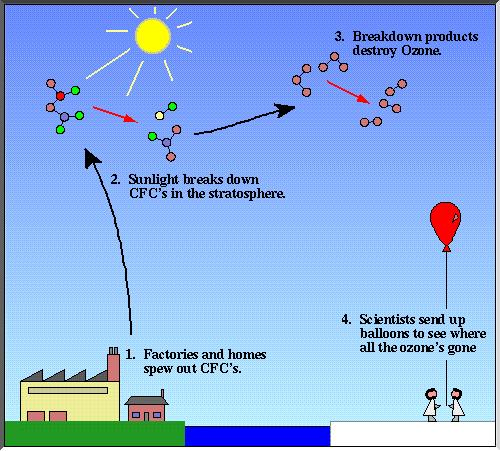 3. Breakdown products
destroy Ozone.
2. Sunlight breaks down
CFC's in the stratosphere.
1. Factories and homes
spew out CFC's.
4. Scientists send up
balloons to see where
all the ozone's gone